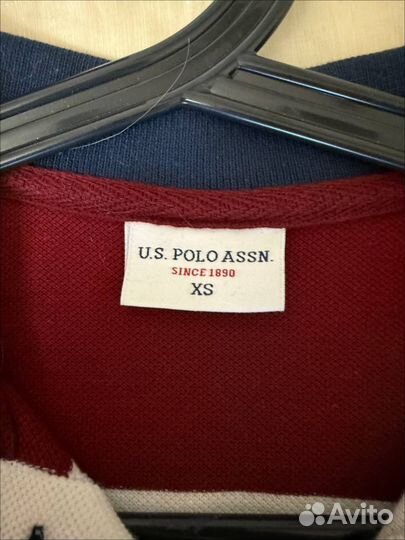 U.S. POLO ASSN.
SINCE 1890
XS
Avito